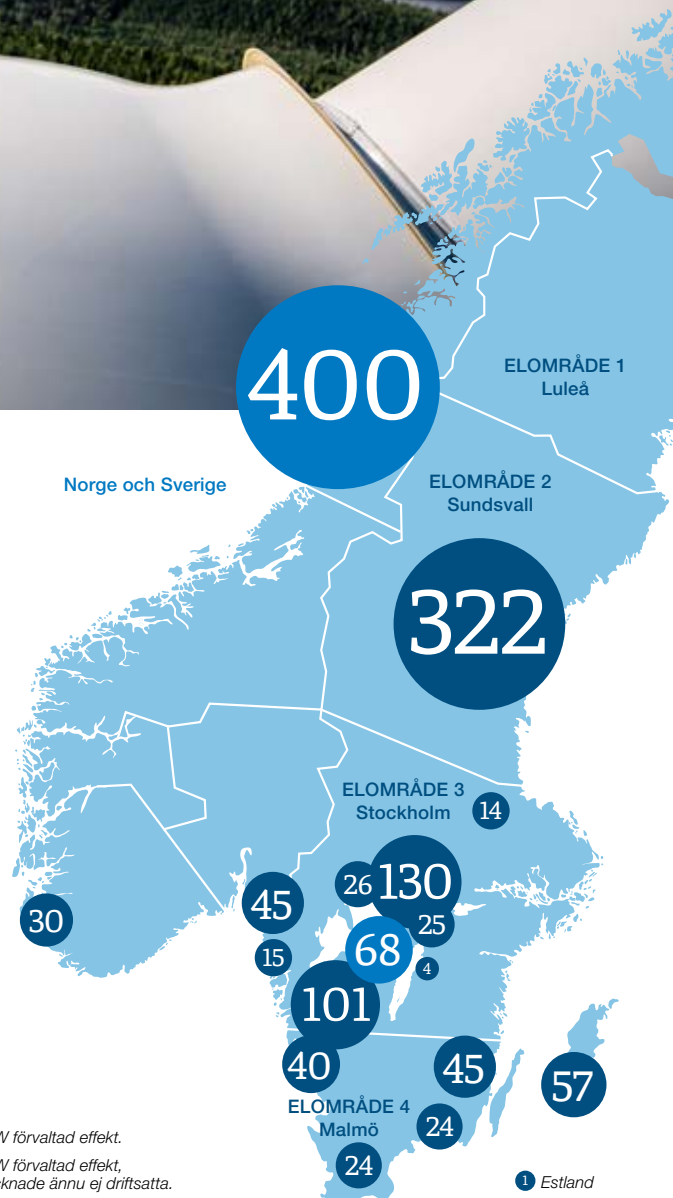 400
ELOMRÅDE 1
Luleå
Norge och Sverige
ELOMRÅDE 2
Sundsvall
322
ELOMRÅDE 3
Stockholm
14
26
130
45
30
25
68
15
4
101
40
45
57
ELOMRÅDE 4
Malmö
24
24
förvaltad effekt.
förvaltad effekt,
ännu ej driftsatta.
1 Estland